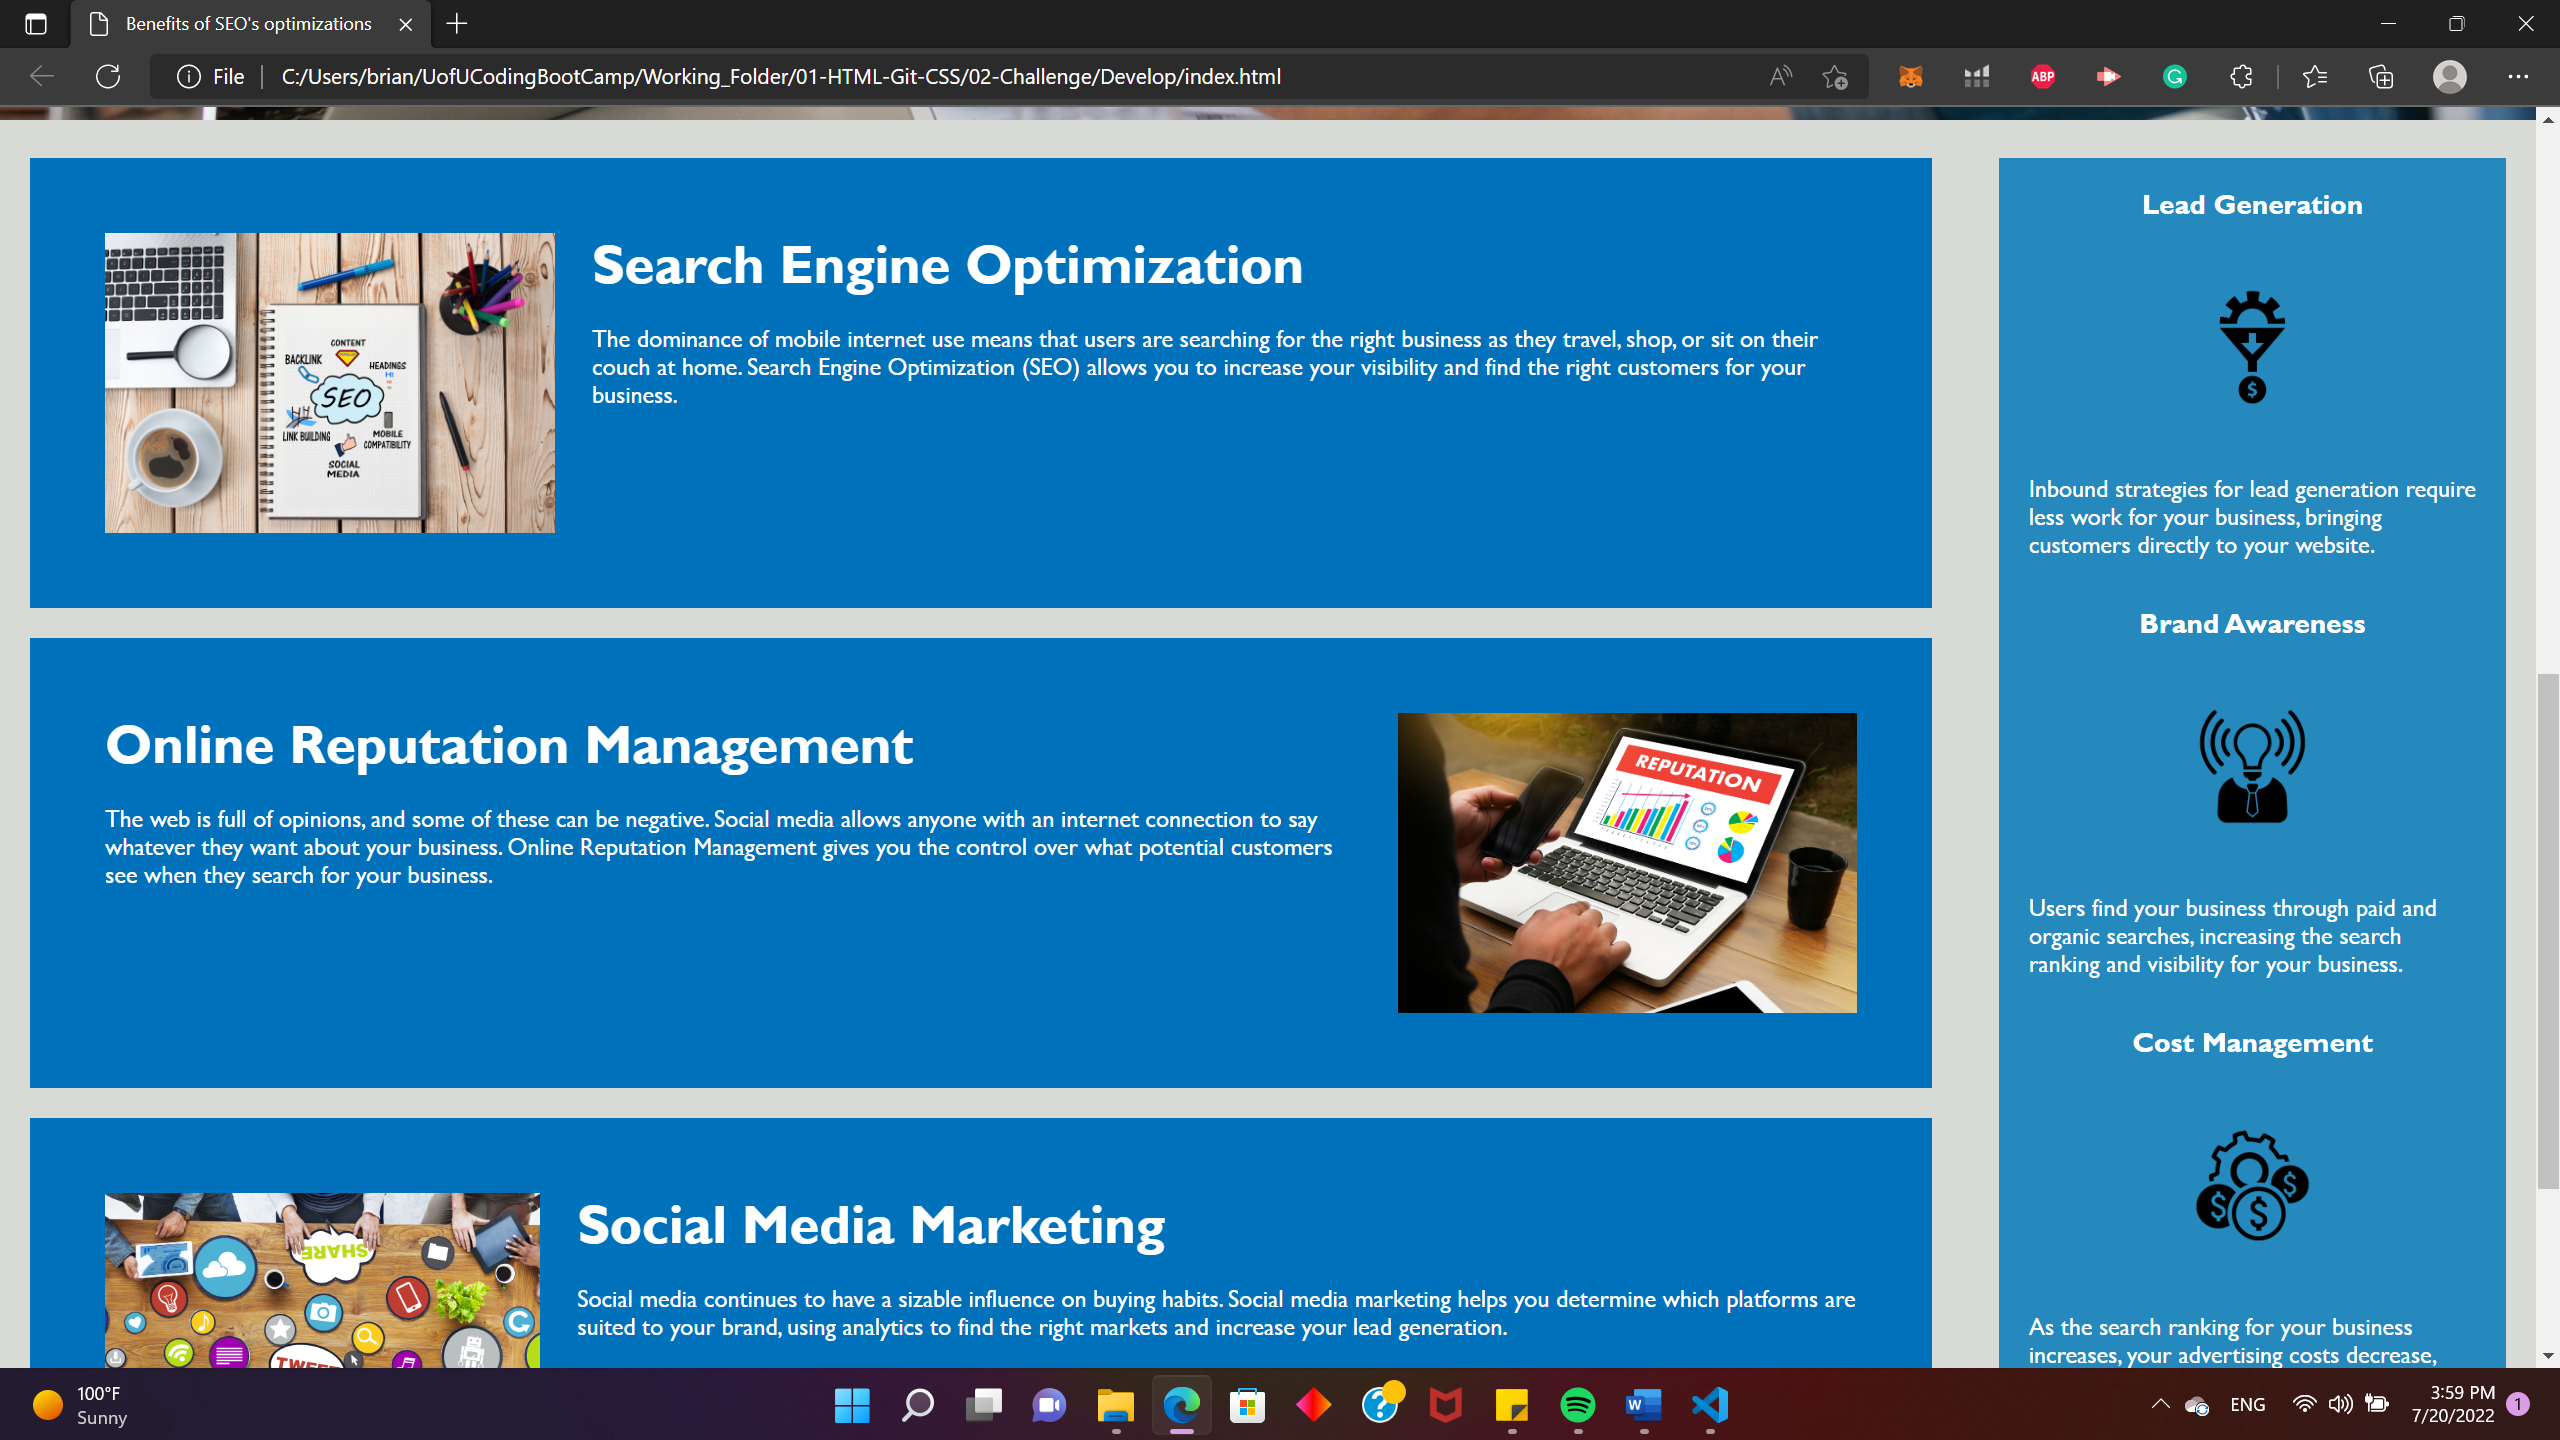 Benefits of SEO's optimizations
File
C:/Users/brian/UofUCodingBootCamp/Working_Folder/01-HTML-Git-CSS/02-Challenge/Develop/index.html
ABP
Search Engine Optimization
The dominance of mobile internet use means that users are searching for the right business as they travel, shop, or sit on their
couch at home. Search Engine Optimization (SEO) allows you to increase your visibility and find the right customers for your
business.
CONTENT
BACKLINK
HEADINGS
H1
SEO
LINK BUILDING
MOBILE
COMPATIBILITY
SOCIAL
MEDIA
Online Reputation Management
The web is full of opinions, and some of these can be negative. Social media allows anyone with an internet connection to say
whatever they want about your business. Online Reputation Management gives you the control over what potential customers
see when they search for your business.
REPUTATION
Social Media Marketing
Social media continues to have a sizable influence on buying habits. Social media marketing helps you determine which platforms are
suited to your brand, using analytics to find the right markets and increase your lead generation.
SHARE
Lead Generation
$
Inbound strategies for lead generation require
less work for your business, bringing
customers directly to your website.
Brand Awareness
Users find your business through paid and
organic searches, increasing the search
ranking and visibility for your business.
Cost Management
$ $ $
As the search ranking for your business
increases, your advertising costs decrease,
100°F
Sunny
ENG
3:59 PM
7/20/2022
1